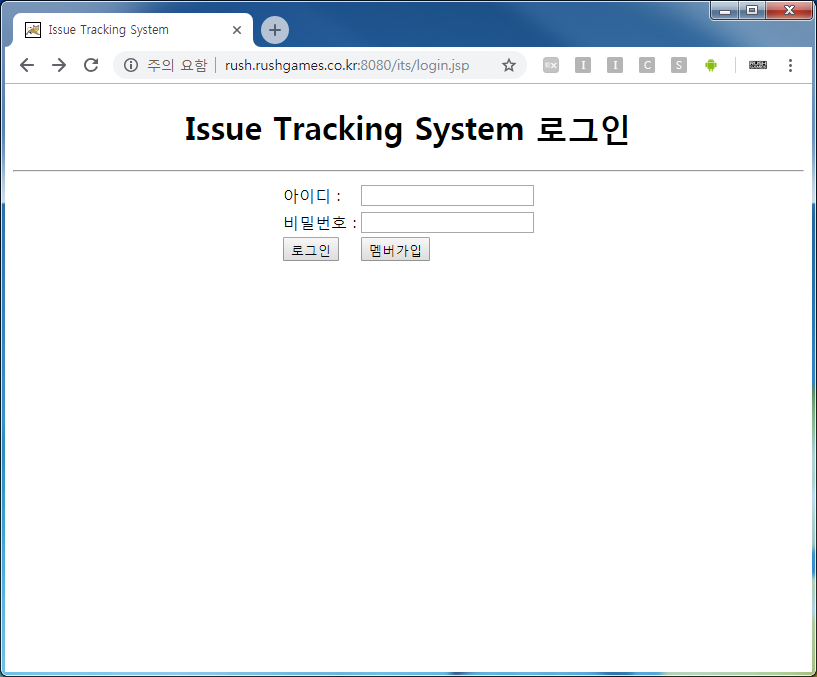 Issue Tracking System
주의 요함 rush.rushgames.co.kr:8080/its/login.jsp
I I C S
Issue Tracking System 로그인
아이디 :
비밀번호 :
로그인 멤버가입